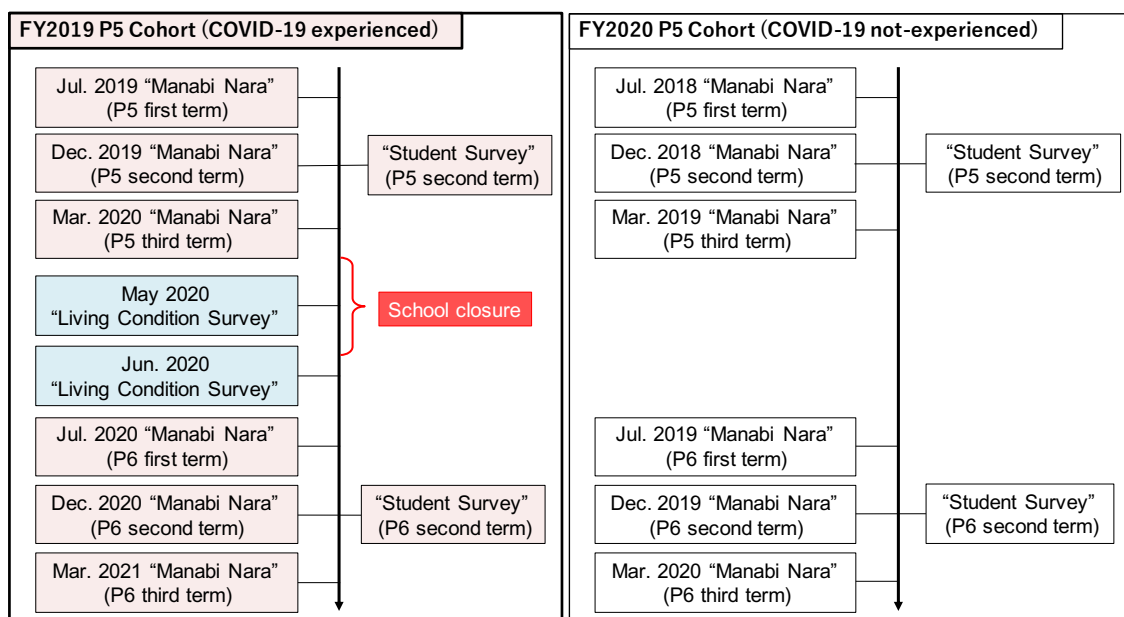 FY2019 P5 Cohort (COVID-19 experienced)
Jul. 2019 “Manabi Nara”
(P5 first term)
Dec. 2019 “Manabi Nara”
(P5 second term)
“Student Survey”
(P5 second term)
Mar. 2020 “Manabi Nara”
(P5 third term)
May 2020
“Living Condition Survey”
School closure
Jun. 2020
“Living Condition Survey”
Jul. 2020 “Manabi Nara”
(P6 first term)
Dec. 2020 “Manabi Nara”
(P6 second term)
“Student Survey”
(P6 second term)
Mar. 2021 “Manabi Nara”
(P6 third term)
FY2020 P5 Cohort (COVID-19 not-experienced)
Jul. 2018 “Manabi Nara”
(P5 first term)
Dec. 2018 “Manabi Nara”
(P5 second term)
“Student Survey”
(P5 second term)
Mar. 2019 “Manabi Nara”
(P5 third term)
Jul. 2019 “Manabi Nara”
(P6 first term)
Dec. 2019 “Manabi Nara”
(P6 second term)
“Student Survey”
(P6 second term)
Mar. 2020 “Manabi Nara”
(P6 third term)